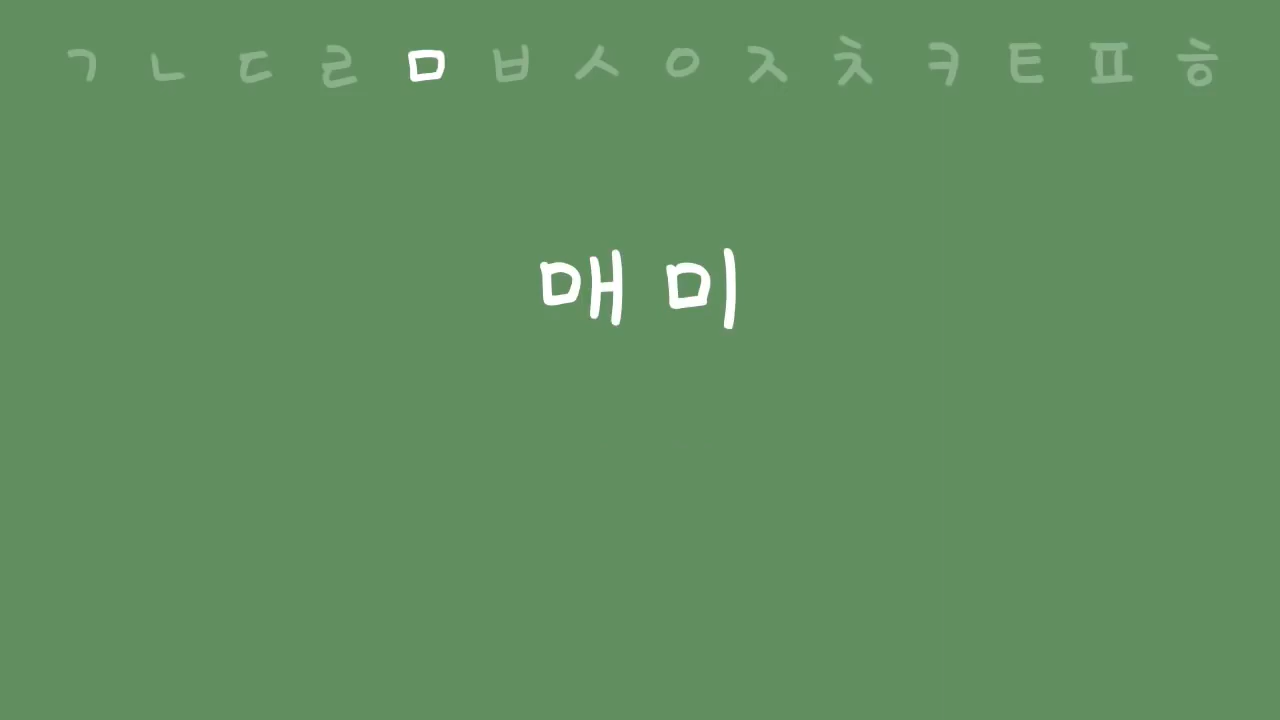 ㄱ ㄴ ㄷ ㄹ ㅁ ㅂ ㅅ ㅇ ㅈ ㅊ ㅋ ㅌ ㅍ ㅎ
매미